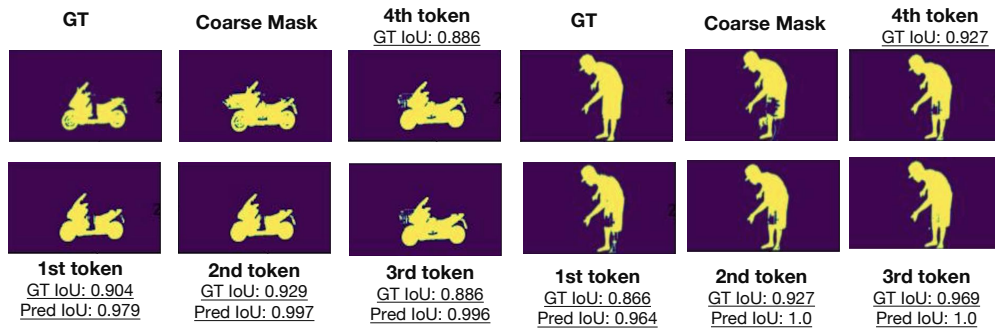 GT
Coarse Mask
4th token
GT IoU: 0.886
GT
Coarse Mask
4th token
GT IoU: 0.927
1st token
GT IoU: 0.904
Pred IoU: 0.979
2nd token
GT IoU: 0.929
Pred IoU: 0.997
3rd token
GT IoU: 0.886
Pred IoU: 0.996
1st token
GT IoU: 0.866
Pred IoU: 0.964
2nd token
GT IoU: 0.927
Pred IoU: 1.0
3rd token
GT IoU: 0.969
Pred IoU: 1.0